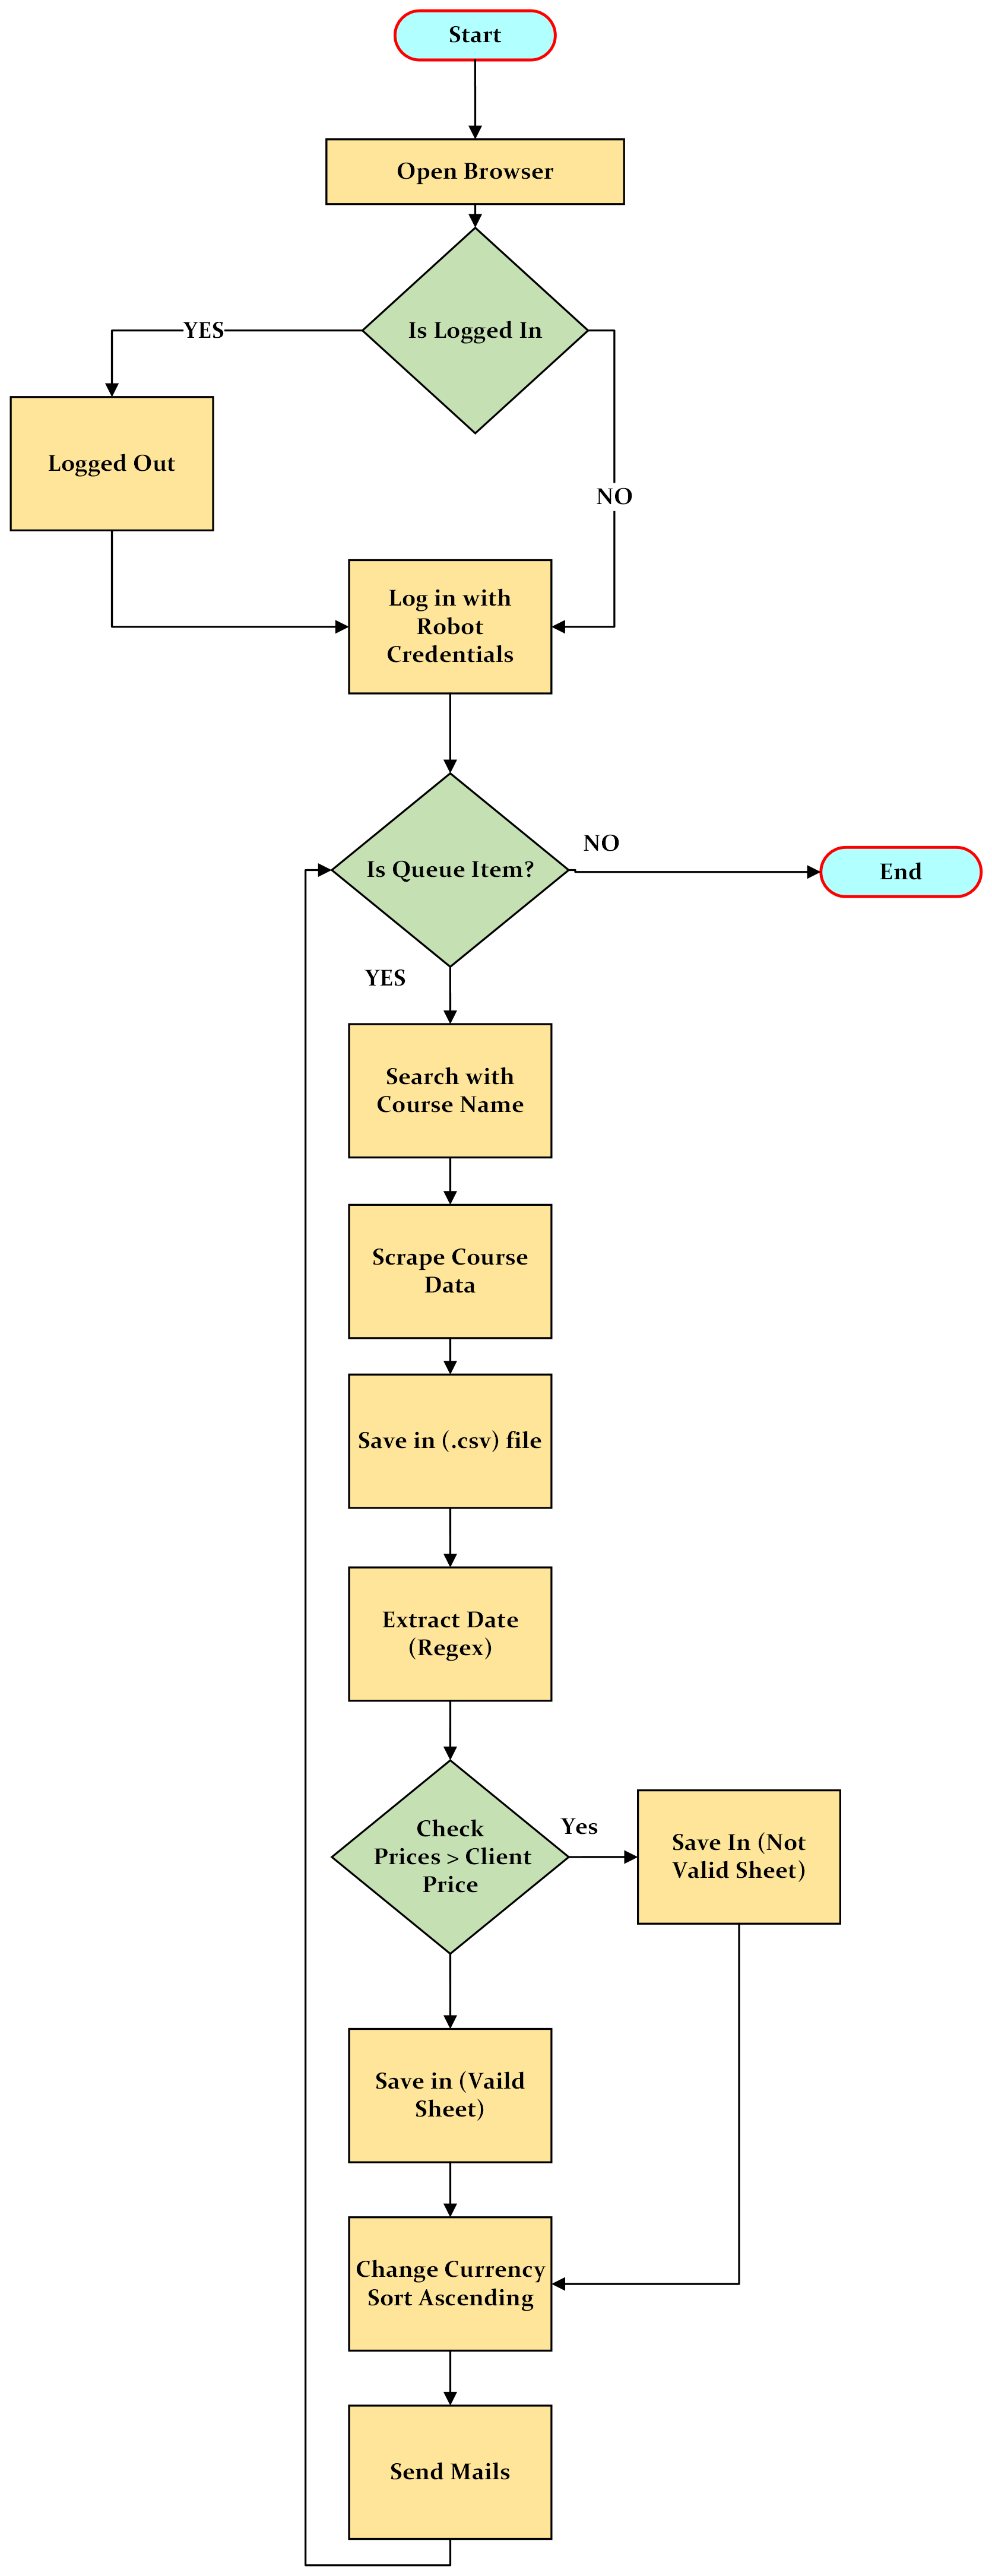 Start
Open Browser
Is Logged In
YES
Logged Out
NO
Log in with
Robot
Credentials
Is Queue Item?
NO
End
YES
Search with
Course Name
Scrape Course
Data
Save in (.csv) file
Extract Date
(Regex)
Check
Prices > Client
Price
Yes
Save In (Not
Valid Sheet)
Save in (Vaild
Sheet)
Change Currency
Sort Ascending
Send Mails